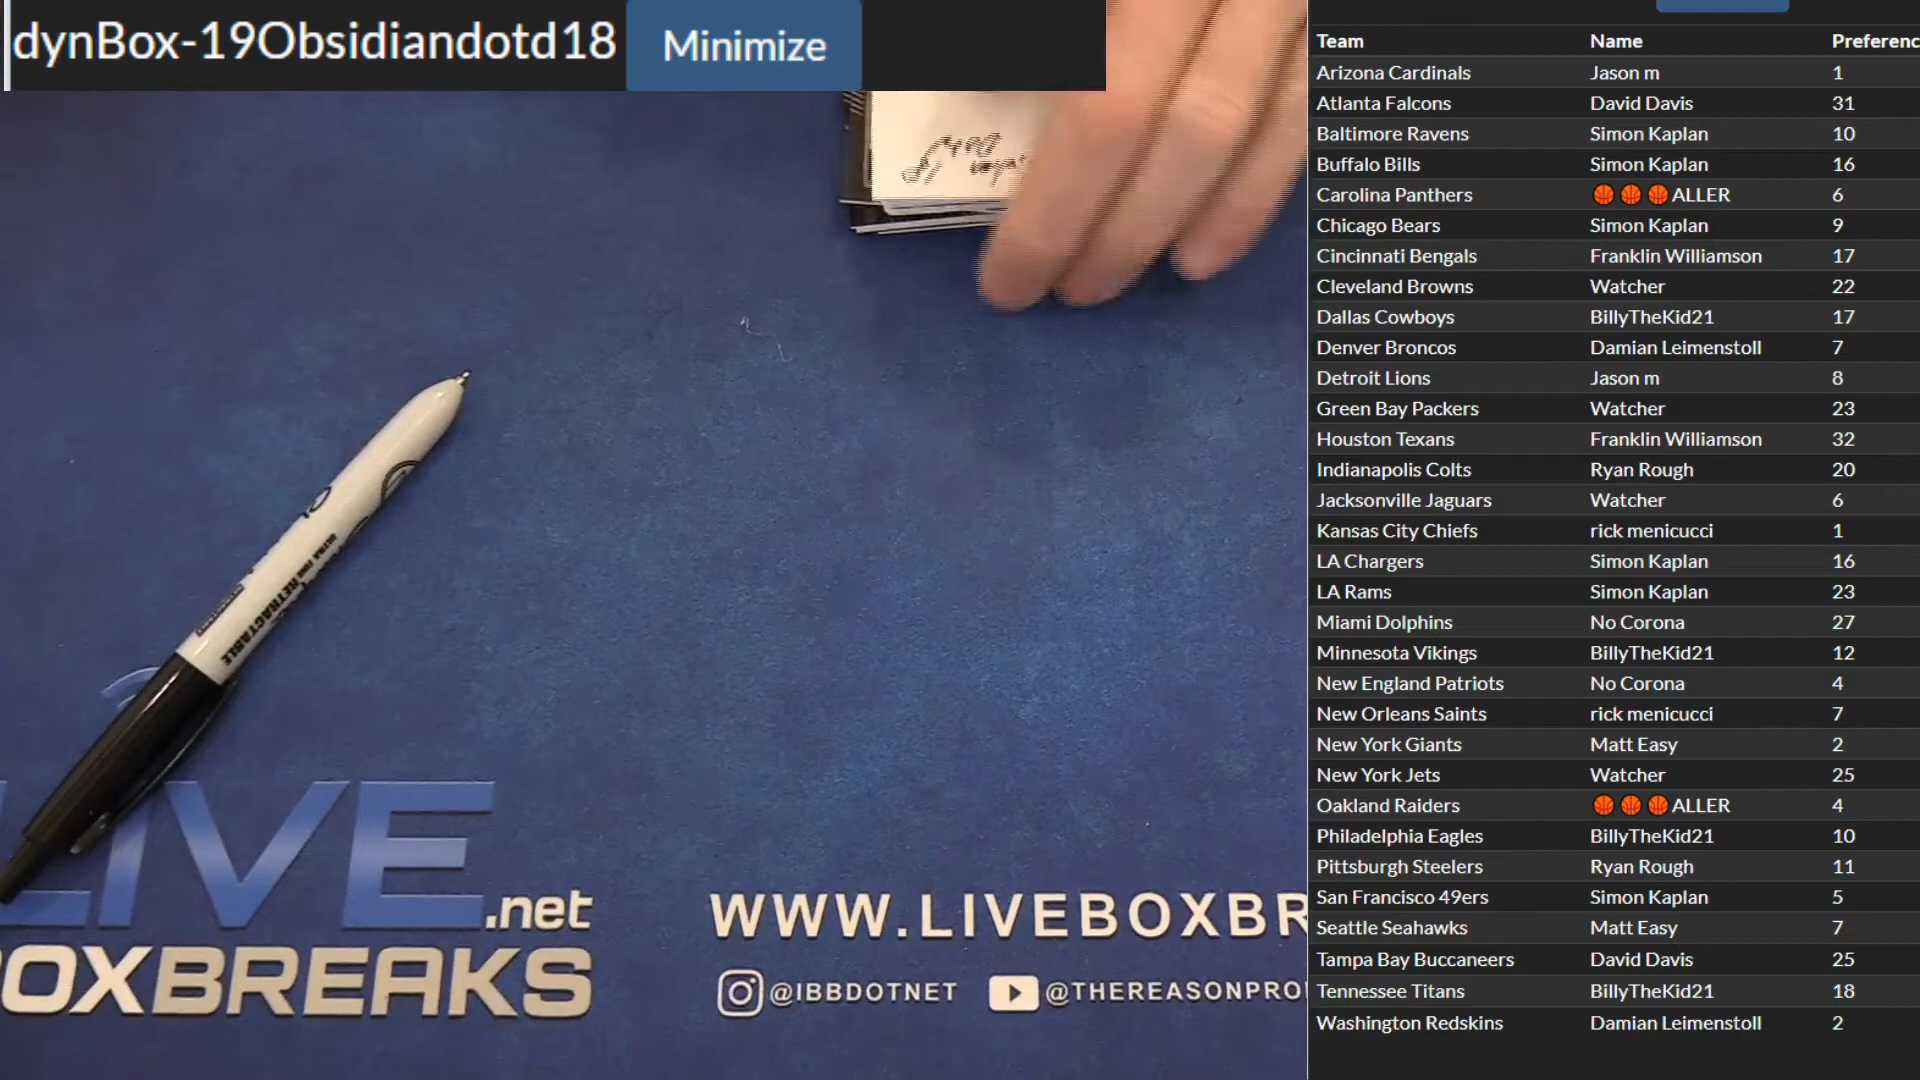 dynBox-19Obsidiandotd18 Minimize
Team Name Preferenc
Arizona Cardinals Jason m 1
Atlanta Falcons David Davis 31
Baltimore Ravens Simon Kaplan 10
Buffalo Bills Simon Kaplan 16
Carolina Panthers 🏀🏀🏀ALLER 6
Chicago Bears Simon Kaplan 9
Cincinnati Bengals Franklin Williamson 17
Cleveland Browns Watcher 22
Dallas Cowboys BillyTheKid21 17
Denver Broncos Damian Leimenstoll 7
Detroit Lions Jason m 8
Green Bay Packers Watcher 23
Houston Texans Franklin Williamson 32
Indianapolis Colts Ryan Rough 20
Jacksonville Jaguars Watcher 6
Kansas City Chiefs rick menicucci 1
LA Chargers Simon Kaplan 16
LA Rams Simon Kaplan 23
Miami Dolphins No Corona 27
Minnesota Vikings BillyTheKid21 12
New England Patriots No Corona 4
New Orleans Saints rick menicucci 7
New York Giants Matt Easy 2
New York Jets Watcher 25
Oakland Raiders 🏀🏀🏀ALLER 4
Philadelphia Eagles BillyTheKid21 10
Pittsburgh Steelers Ryan Rough 11
San Francisco 49ers Simon Kaplan 5
Seattle Seahawks Matt Easy 7
Tampa Bay Buccaneers David Davis 25
Tennessee Titans BillyTheKid21 18
Washington Redskins Damian Leimenstoll 2
ULTRA FINE RETRACTABLE
LIVE.net
OXBREAKS
WWW.LIVEBOXBR
@IBBDOTNET @THEREASONPRO